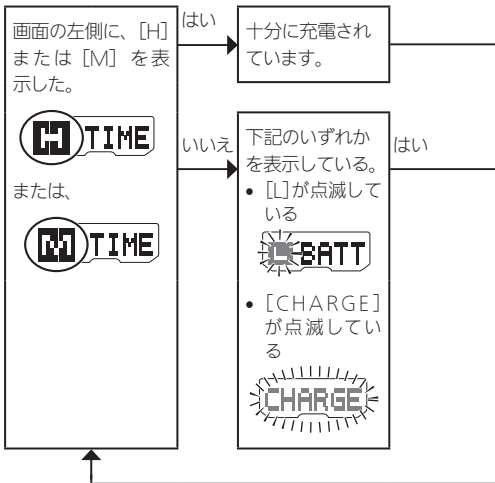 画面の左側に、[H]
または [M] を表
示した。
H TIME
または、
M TIME
はい
十分に充電され
ています。
いいえ
下記のいずれか
を表示している。
• [L]が点滅して
いる
L BATT
• [CHARGE]
が点滅してい
る
CHARGE
はい